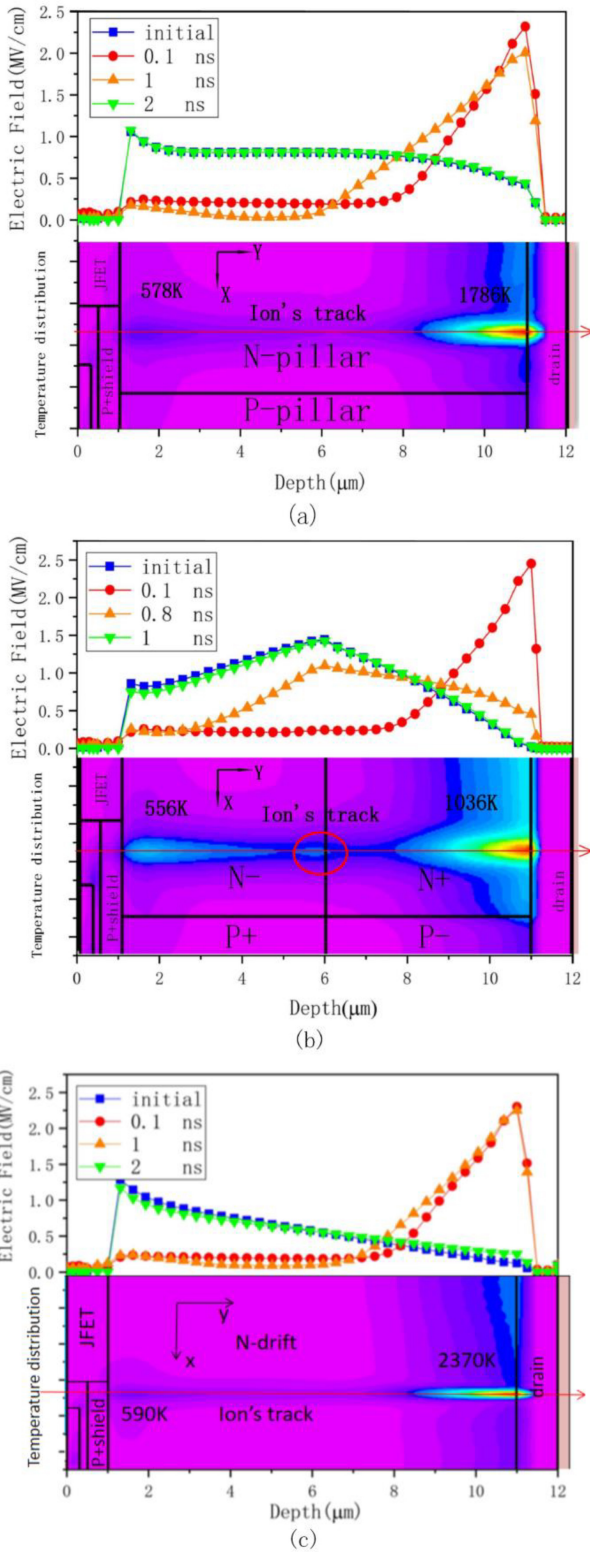 Electric Field(MV/cm)
2.5
2.0
1.5
1.0
0.5
0.0
initial
0.1 ns
1 ns
2 ns
Temperature distribution
JFET
P+shield
578K
Y
X
Ion's track
1786K
N-pillar
P-pillar
drain
0 2 4 6 8 10 12
Depth(μm)
(a)
Electric Field(MV/cm)
2.5
2.0
1.5
1.0
0.5
0.0
initial
0.1 ns
0.8 ns
1 ns
Temperature distribution
JFET
P+shield
556K
Y
X
Ion's track
1036K
N-
N+
P+
P-
drain
0 2 4 6 8 10 12
Depth(μm)
(b)
Electric Field(MV/cm)
2.5
2.0
1.5
1.0
0.5
0.0
initial
0.1 ns
1 ns
2 ns
Temperature distribution
JFET
P+shield
y
x
N-drift
2370K
590K
Ion's track
drain
0 2 4 6 8 10 12
Depth(μm)
(c)